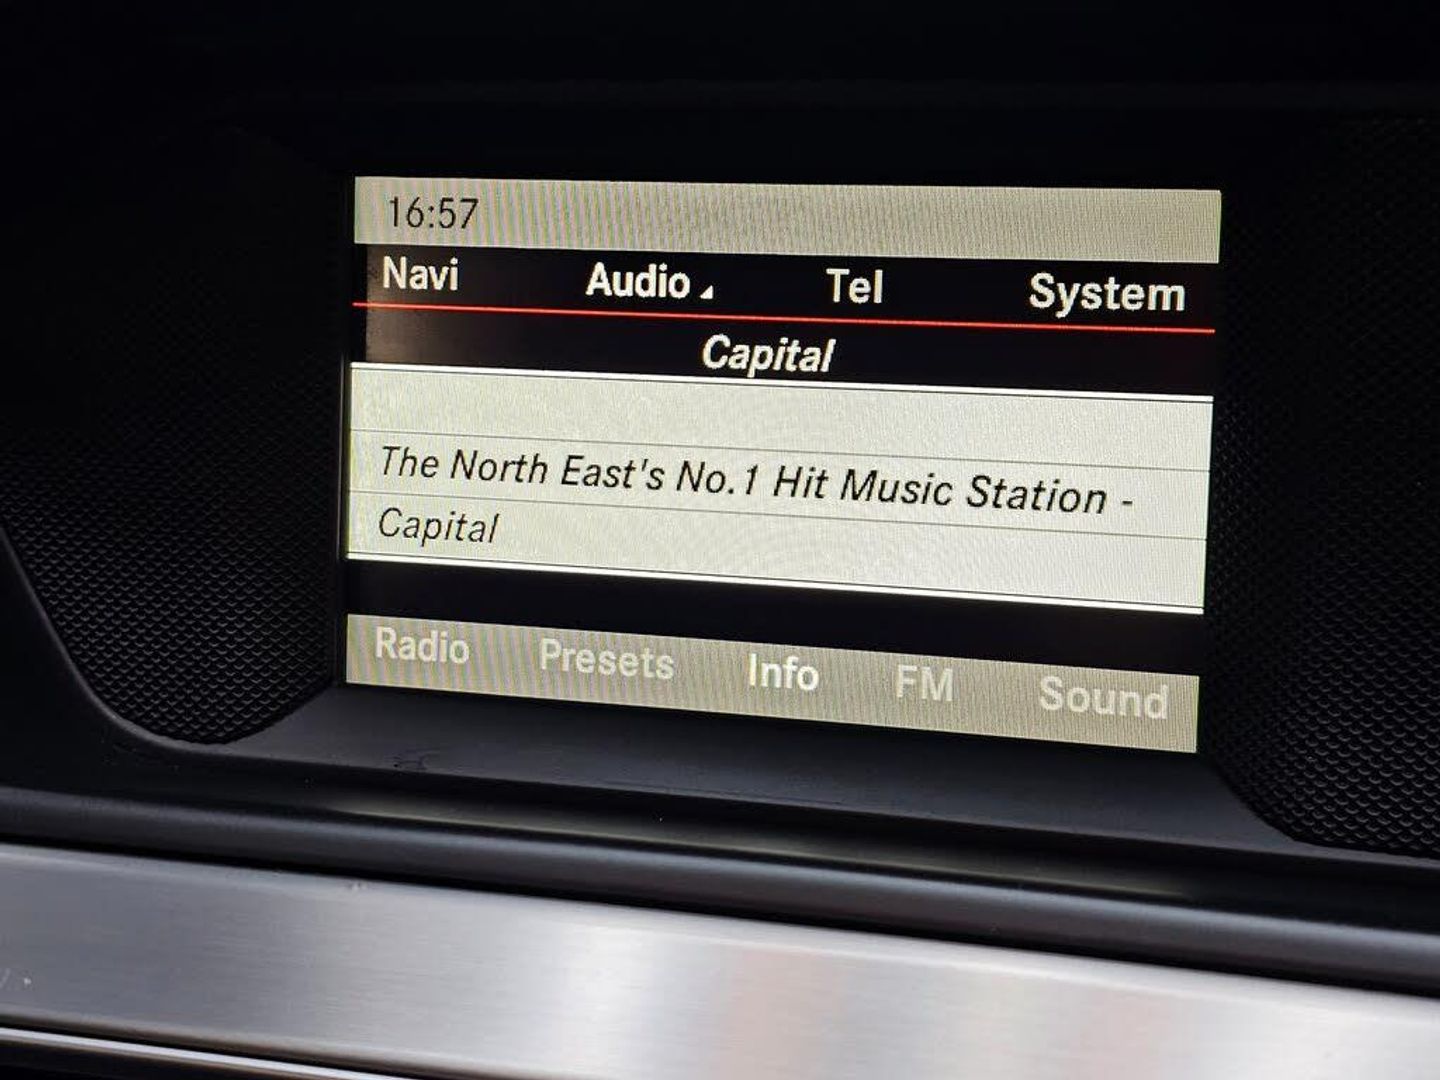 16:57
Navi Audio Tel System
Capital
The North East's No.1 Hit Music Station -
Capital
Radio Presets Info FM Sound